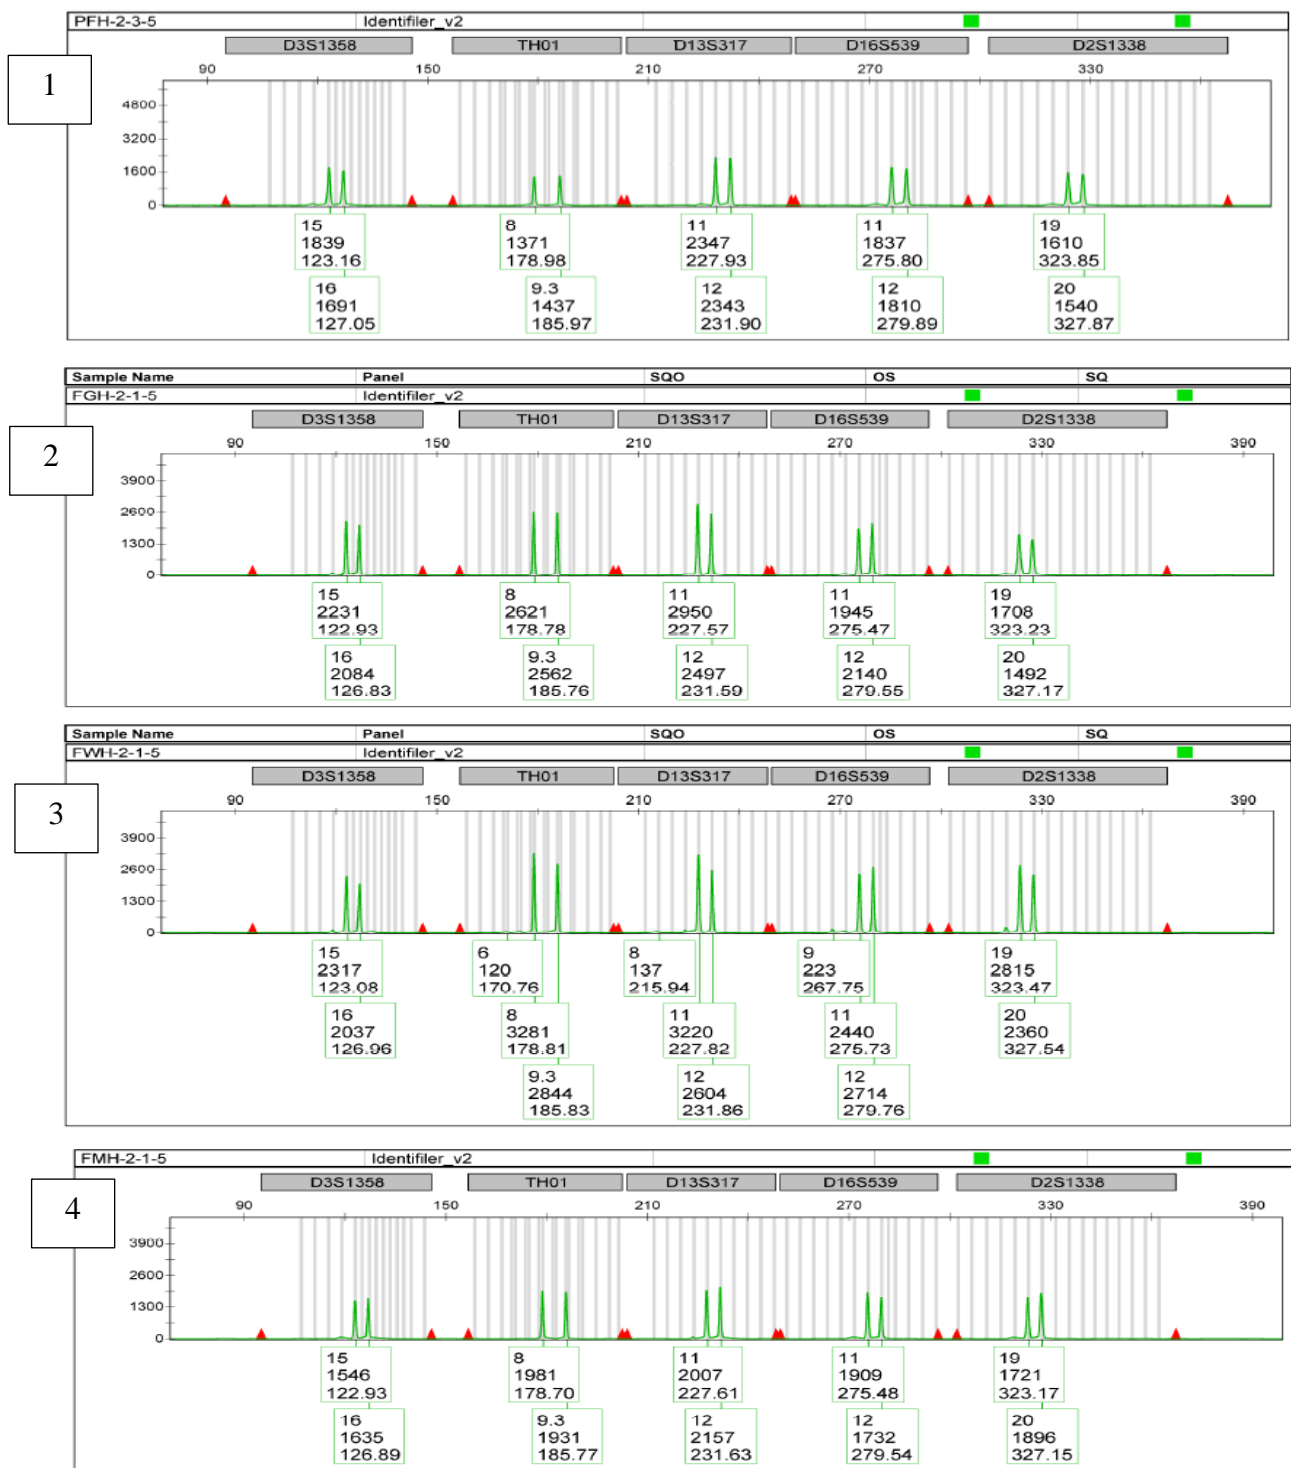 PFH-2-3-5 Identifiler_v2
D3S1358 TH01 D13S317 D16S539 D2S1338
90 150 210 270 330
1
4800
3200
1600
0
15 8 11 11 19
1839 1371 2347 1837 1610
123.16 178.98 227.93 275.80 323.85
16 9.3 12 12 20
1691 1437 2343 1810 1540
127.05 185.97 231.90 279.89 327.87
Sample Name Panel SQO OS SQ
FGH-2-1-5 Identifiler_v2
D3S1358 TH01 D13S317 D16S539 D2S1338
90 150 210 270 330 390
2
3900
2600
1300
0
15 8 11 11 19
2231 2621 2950 1945 1708
122.93 178.78 227.57 275.47 323.23
16 9.3 12 12 20
2084 2562 2497 2140 1492
126.83 185.76 231.59 279.55 327.17
Sample Name Panel SQO OS SQ
FWH-2-1-5 Identifiler_v2
D3S1358 TH01 D13S317 D16S539 D2S1338
90 150 210 270 330 390
3
3900
2600
1300
0
15 6 8 9 19
2317 120 137 223 2815
123.08 170.76 215.94 267.75 323.47
16 8 11 11 20
2037 3281 3220 2440 2360
126.96 178.81 227.82 275.73 327.54
9.3 12 12
2844 2604 2714
185.83 231.86 279.76
FMH-2-1-5 Identifiler_v2
D3S1358 TH01 D13S317 D16S539 D2S1338
90 150 210 270 330 390
4
3900
2600
1300
0
15 8 11 11 19
1546 1981 2007 1909 1721
122.93 178.70 227.61 275.48 323.17
16 9.3 12 12 20
1635 1931 2157 1732 1896
126.89 185.77 231.63 279.54 327.15